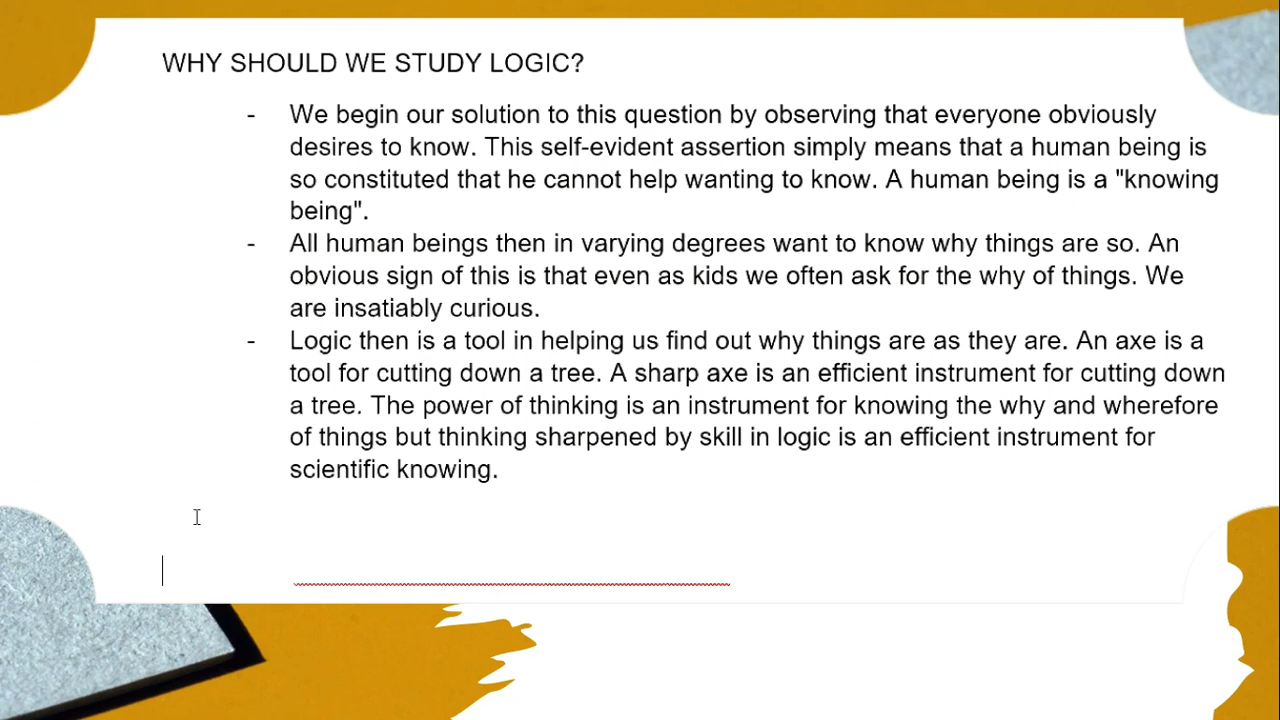 WHY SHOULD WE STUDY LOGIC?
- We begin our solution to this question by observing that everyone obviously
desires to know. This self-evident assertion simply means that a human being is
so constituted that he cannot help wanting to know. A human being is a "knowing
being".
- All human beings then in varying degrees want to know why things are so. An
obvious sign of this is that even as kids we often ask for the why of things. We
are insatiably curious.
- Logic then is a tool in helping us find out why things are as they are. An axe is a
tool for cutting down a tree. A sharp axe is an efficient instrument for cutting down
a tree. The power of thinking is an instrument for knowing the why and wherefore
of things but thinking sharpened by skill in logic is an efficient instrument for
scientific knowing.